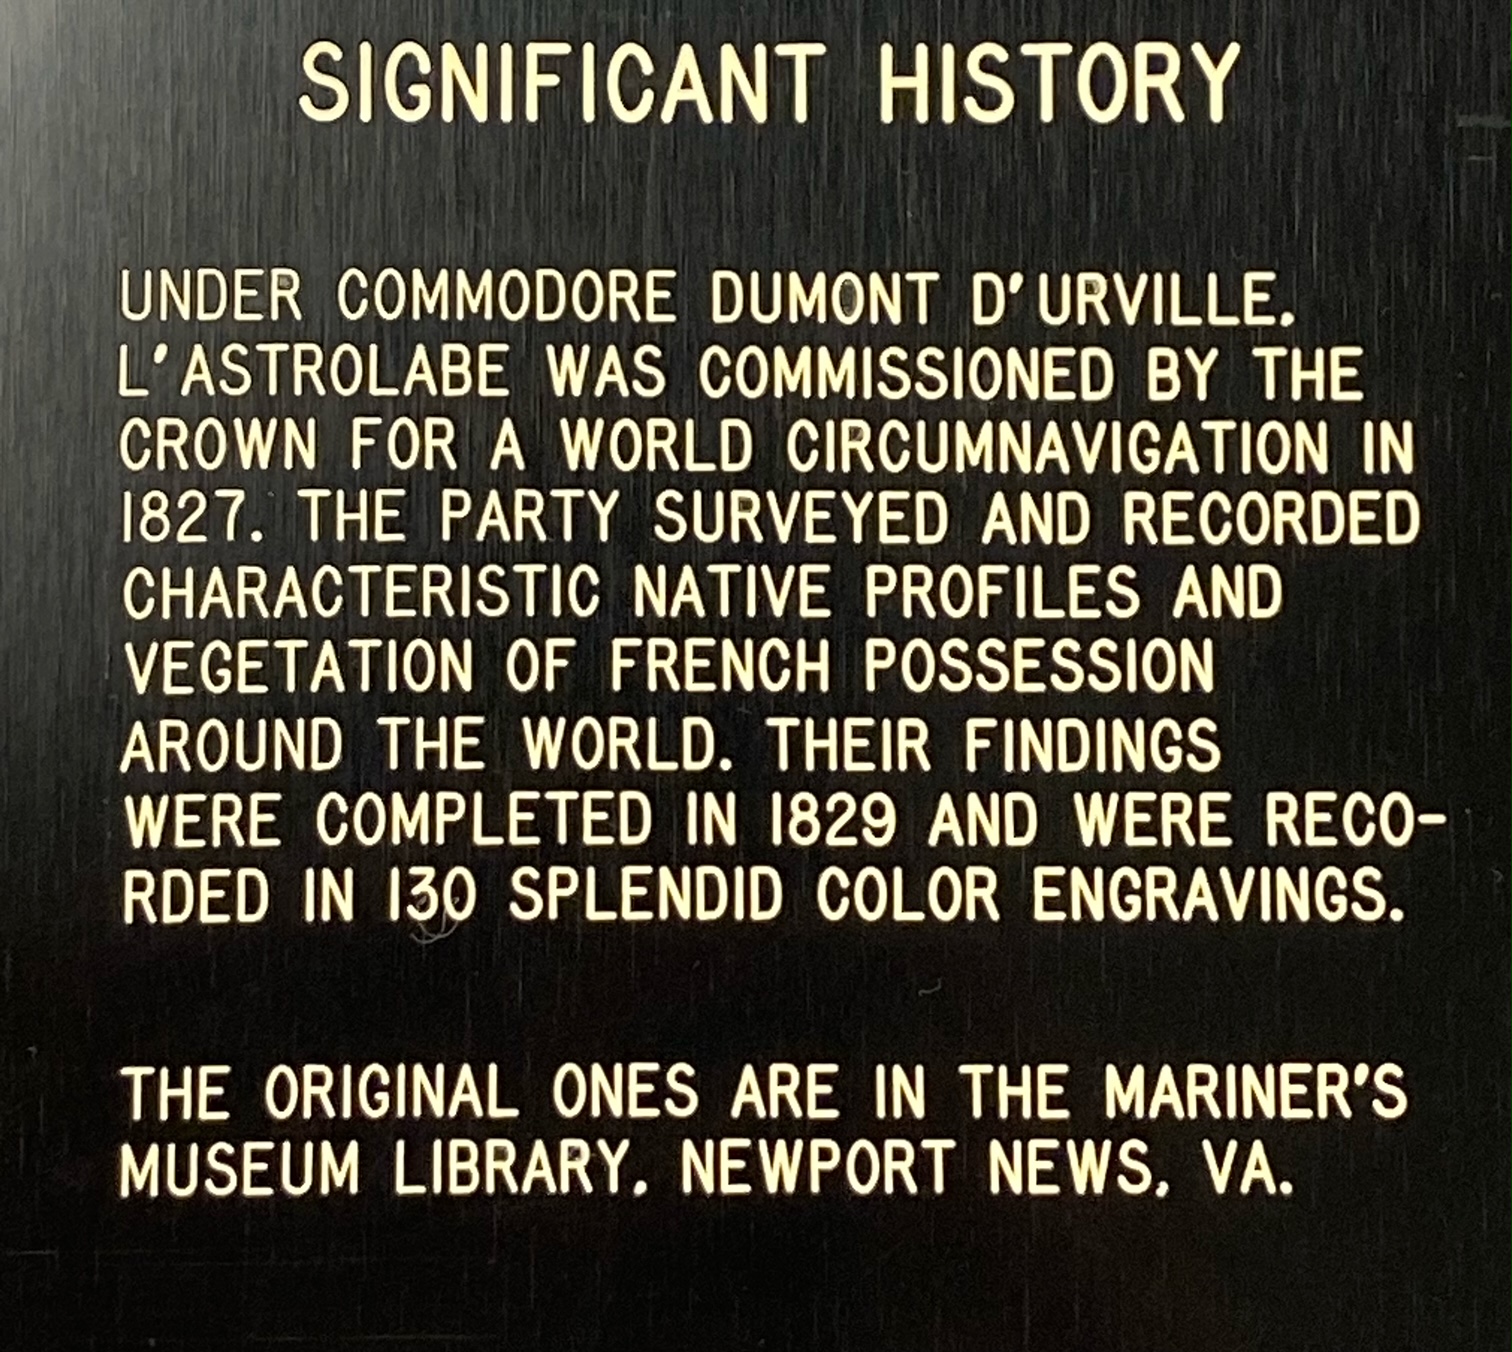 SIGNIFICANT HISTORY
UNDER COMMODORE DUMONT D'URVILLE,
L'ASTROLABE WAS COMMISSIONED BY THE
CROWN FOR A WORLD CIRCUMNAVIGATION IN
1827. THE PARTY SURVEYED AND RECORDED
CHARACTERISTIC NATIVE PROFILES AND
VEGETATION OF FRENCH POSSESSION
AROUND THE WORLD. THEIR FINDINGS
WERE COMPLETED IN 1829 AND WERE RECO-
RDED IN 130 SPLENDID COLOR ENGRAVINGS.
THE ORIGINAL ONES ARE IN THE MARINER'S
MUSEUM LIBRARY, NEWPORT NEWS, VA.